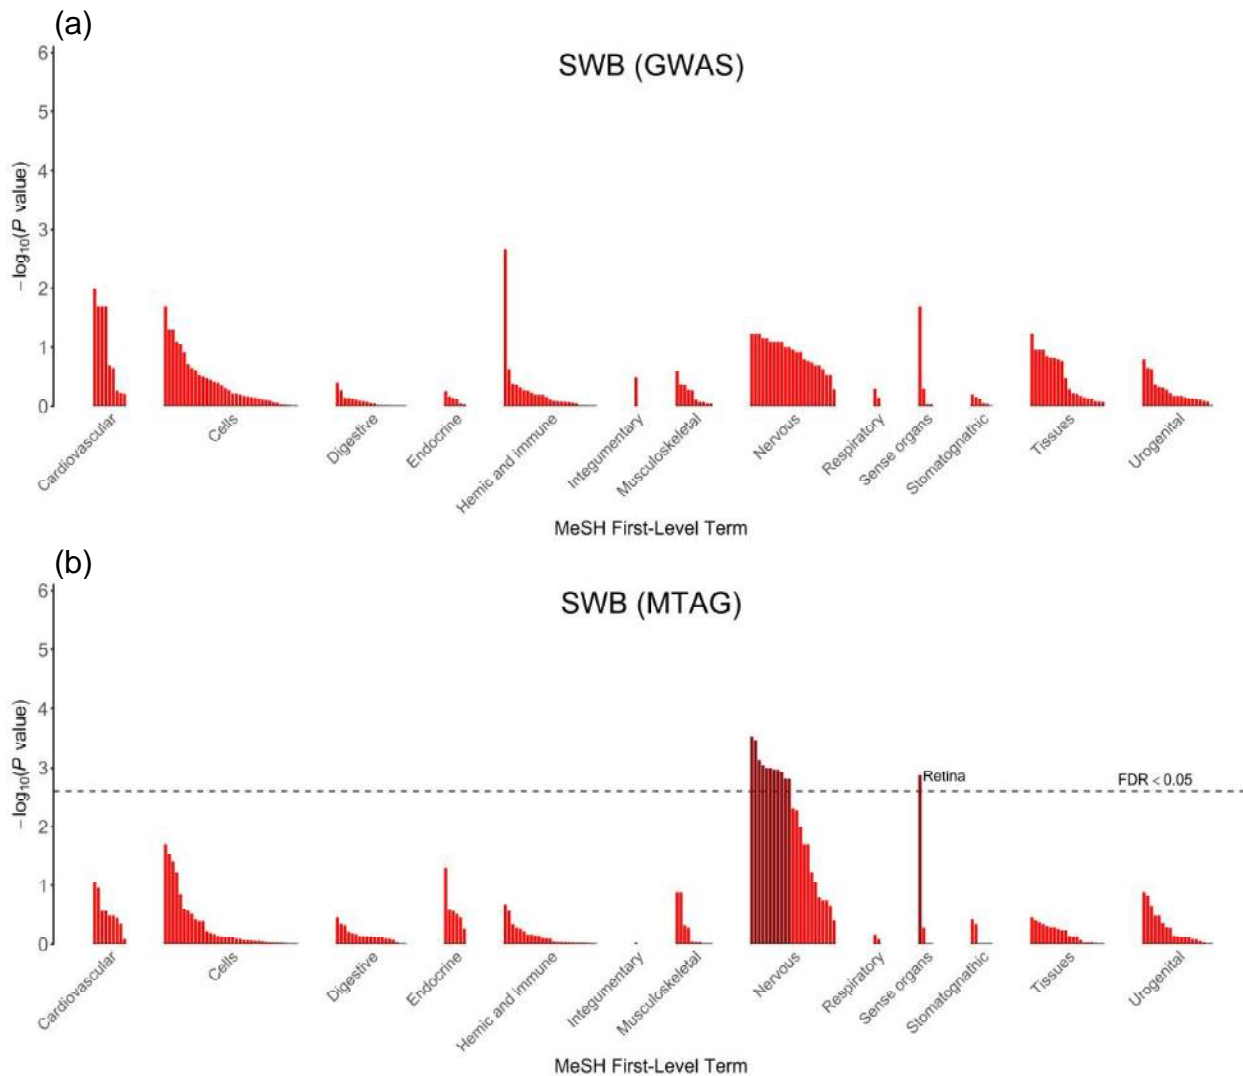 (a)
SWB (GWAS)
6
5
4
3
2
1
0
−log₁₀(P value)
Cardiovascular
Cells
Digestive
Endocrine
Hemic and immune
Integumentary
Musculoskeletal
Nervous
Respiratory
Sense organs
Stomatognathic
Tissues
Urogenital
MeSH First-Level Term
(b)
SWB (MTAG)
6
5
4
3
2
1
0
−log₁₀(P value)
Retina
FDR < 0.05
Cardiovascular
Cells
Digestive
Endocrine
Hemic and immune
Integumentary
Musculoskeletal
Nervous
Respiratory
Sense organs
Stomatognathic
Tissues
Urogenital
MeSH First-Level Term